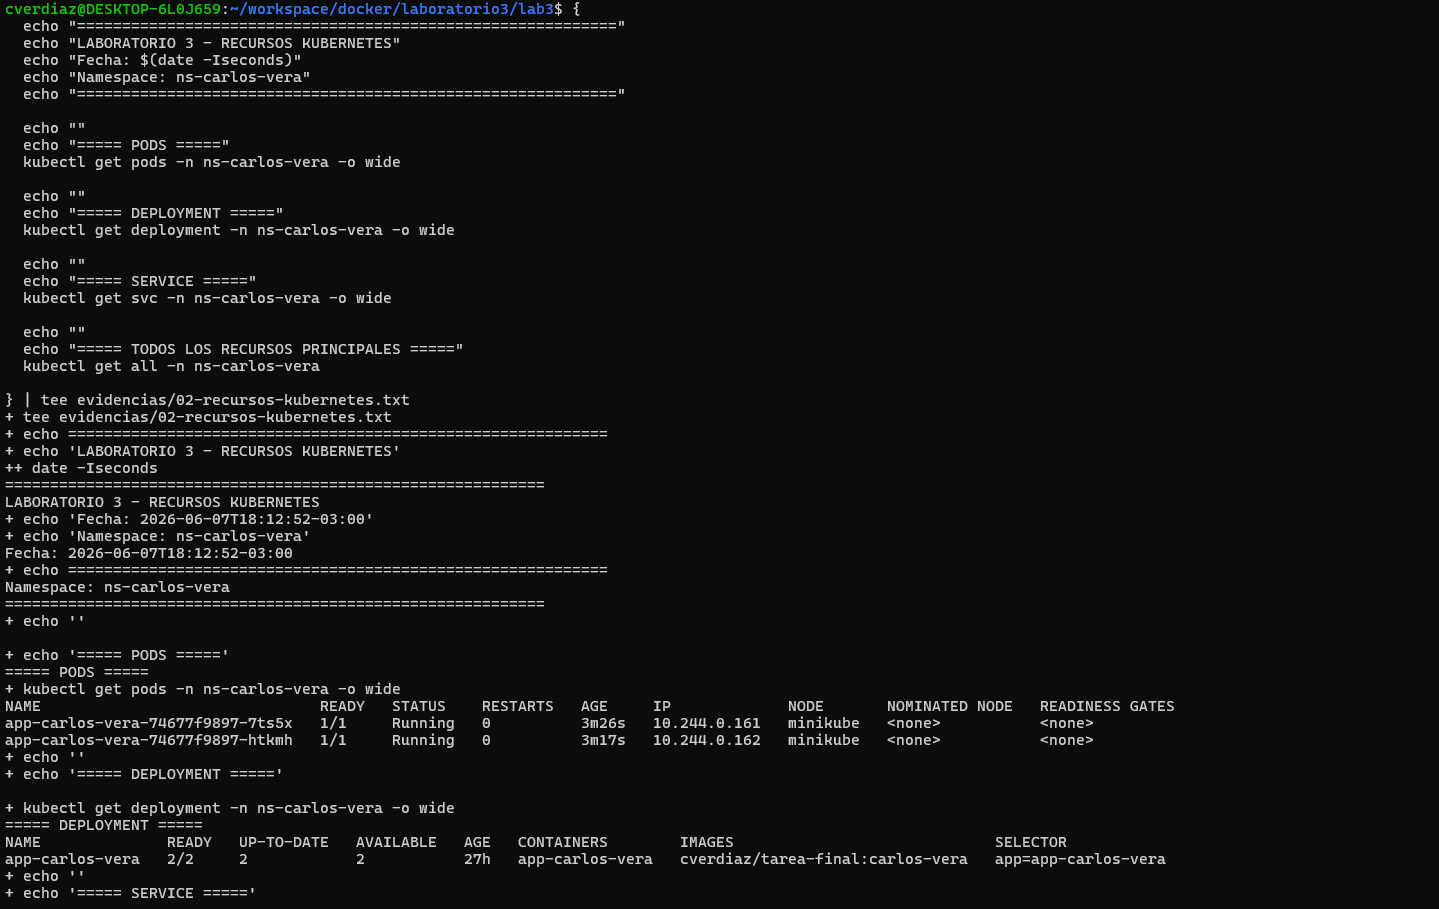 cverdiaz@DESKTOP-6L0J659:~/workspace/docker/laboratorio3/lab3$ {
  echo "============================================================"
  echo "LABORATORIO 3 - RECURSOS KUBERNETES"
  echo "Fecha: $(date -Iseconds)"
  echo "Namespace: ns-carlos-vera"
  echo "============================================================"
  echo ""
  echo "===== PODS ====="
  kubectl get pods -n ns-carlos-vera -o wide
  echo ""
  echo "===== DEPLOYMENT ====="
  kubectl get deployment -n ns-carlos-vera -o wide
  echo ""
  echo "===== SERVICE ====="
  kubectl get svc -n ns-carlos-vera -o wide
  echo ""
  echo "===== TODOS LOS RECURSOS PRINCIPALES ====="
  kubectl get all -n ns-carlos-vera
} | tee evidencias/02-recursos-kubernetes.txt
+ tee evidencias/02-recursos-kubernetes.txt
+ echo ============================================================
+ echo 'LABORATORIO 3 - RECURSOS KUBERNETES'
++ date -Iseconds
============================================================
LABORATORIO 3 - RECURSOS KUBERNETES
+ echo 'Fecha: 2026-06-07T18:12:52-03:00'
+ echo 'Namespace: ns-carlos-vera'
Fecha: 2026-06-07T18:12:52-03:00
+ echo ============================================================
Namespace: ns-carlos-vera
============================================================
+ echo ''
+ echo '===== PODS ====='
===== PODS =====
+ kubectl get pods -n ns-carlos-vera -o wide
NAME                               READY   STATUS    RESTARTS   AGE     IP             NODE       NOMINATED NODE   READINESS GATES
app-carlos-vera-74677f9897-7ts5x   1/1     Running   0          3m26s   10.244.0.161   minikube   <none>           <none>
app-carlos-vera-74677f9897-htkmh   1/1     Running   0          3m17s   10.244.0.162   minikube   <none>           <none>
+ echo ''
+ echo '===== DEPLOYMENT ====='
+ kubectl get deployment -n ns-carlos-vera -o wide
===== DEPLOYMENT =====
NAME              READY   UP-TO-DATE   AVAILABLE   AGE   CONTAINERS        IMAGES                             SELECTOR
app-carlos-vera   2/2     2            2           27h   app-carlos-vera   cverdiaz/tarea-final:carlos-vera   app=app-carlos-vera
+ echo ''
+ echo '===== SERVICE ====='